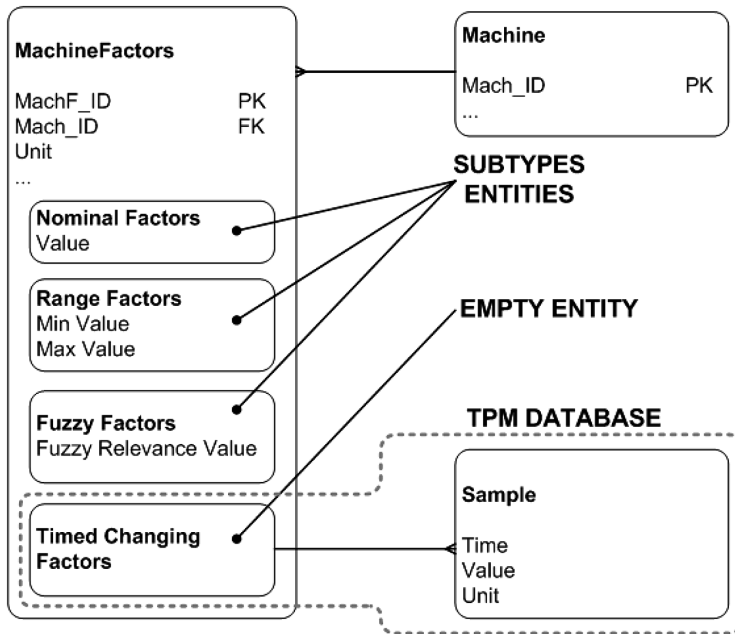 MachineFactors
MachF_ID PK
Mach_ID FK
Unit
...
Nominal Factors
Value
Range Factors
Min Value
Max Value
Fuzzy Factors
Fuzzy Relevance Value
Timed Changing
Factors
Machine
Mach_ID PK
...
SUBTYPES
ENTITIES
EMPTY ENTITY
TPM DATABASE
Sample
Time
Value
Unit